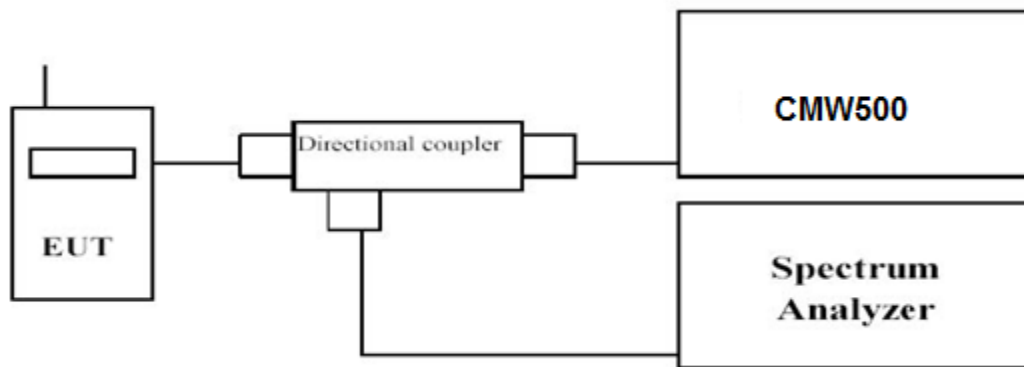 CMW500
Directional coupler
EUT
Spectrum
Analyzer